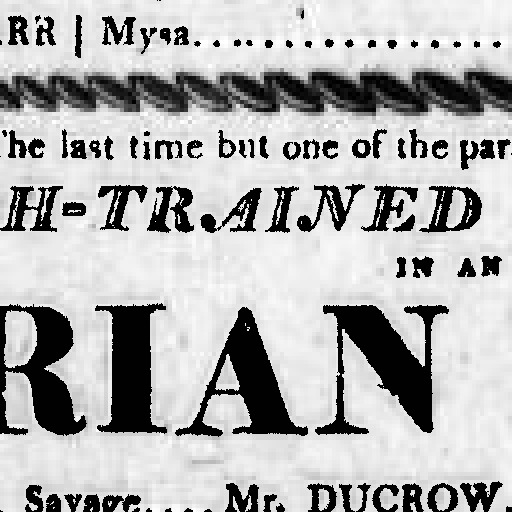 RR | Mysa................
The last time but one of the par
H-TRAINED
IN AN
RIAN
Savage.... Mr. DUCROW.